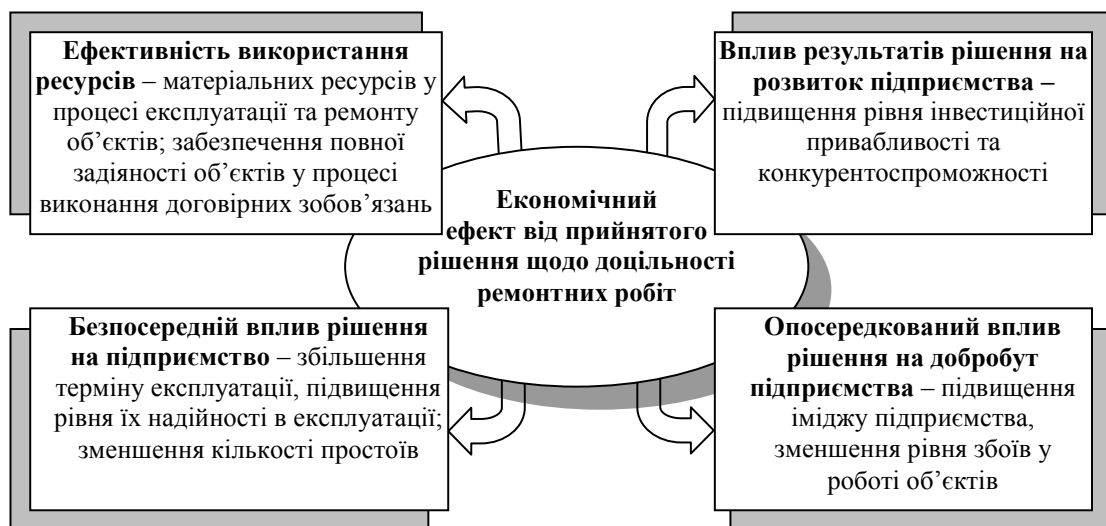 Ефективність використання
ресурсів – матеріальних ресурсів у
процесі експлуатації та ремонту
об’єктів; забезпечення повної
задіяності об’єктів у процесі
виконання договірних зобов’язань
Вплив результатів рішення на
розвиток підприємства –
підвищення рівня інвестиційної
привабливості та
конкурентоспроможності
Економічний
ефект від прийнятого
рішення щодо доцільності
ремонтних робіт
Безпосередній вплив рішення
на підприємство – збільшення
терміну експлуатації, підвищення
рівня їх надійності в експлуатації;
зменшення кількості простоїв
Опосередкований вплив
рішення на добробут
підприємства – підвищення
іміджу підприємства,
зменшення рівня збоїв у
роботі об’єктів